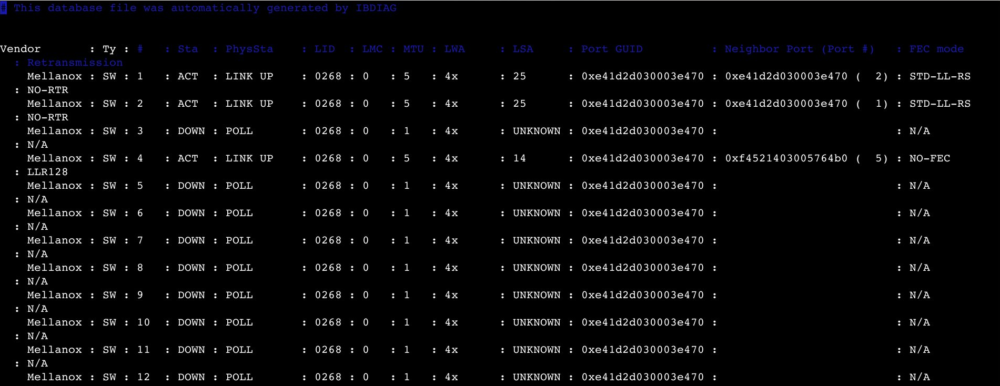 # This database file was automatically generated by IBDIAG
Vendor : Ty : # : Sta : PhysSta : LID : LMC : MTU : LWA : LSA : Port GUID : Neighbor Port (Port #) : FEC mode
: Retransmission
Mellanox : SW : 1 : ACT : LINK UP : 0268 : 0 : 5 : 4x : 25 : 0xe41d2d030003e470 : 0xe41d2d030003e470 ( 2) : STD-LL-RS
: NO-RTR
Mellanox : SW : 2 : ACT : LINK UP : 0268 : 0 : 5 : 4x : 25 : 0xe41d2d030003e470 : 0xe41d2d030003e470 ( 1) : STD-LL-RS
: NO-RTR
Mellanox : SW : 3 : DOWN : POLL : 0268 : 0 : 1 : 4x : UNKNOWN : 0xe41d2d030003e470 : : N/A
: N/A
Mellanox : SW : 4 : ACT : LINK UP : 0268 : 0 : 5 : 4x : 14 : 0xe41d2d030003e470 : 0xf4521403005764b0 ( 5) : NO-FEC
: LLR128
Mellanox : SW : 5 : DOWN : POLL : 0268 : 0 : 1 : 4x : UNKNOWN : 0xe41d2d030003e470 : : N/A
: N/A
Mellanox : SW : 6 : DOWN : POLL : 0268 : 0 : 1 : 4x : UNKNOWN : 0xe41d2d030003e470 : : N/A
: N/A
Mellanox : SW : 7 : DOWN : POLL : 0268 : 0 : 1 : 4x : UNKNOWN : 0xe41d2d030003e470 : : N/A
: N/A
Mellanox : SW : 8 : DOWN : POLL : 0268 : 0 : 1 : 4x : UNKNOWN : 0xe41d2d030003e470 : : N/A
: N/A
Mellanox : SW : 9 : DOWN : POLL : 0268 : 0 : 1 : 4x : UNKNOWN : 0xe41d2d030003e470 : : N/A
: N/A
Mellanox : SW : 10 : DOWN : POLL : 0268 : 0 : 1 : 4x : UNKNOWN : 0xe41d2d030003e470 : : N/A
: N/A
Mellanox : SW : 11 : DOWN : POLL : 0268 : 0 : 1 : 4x : UNKNOWN : 0xe41d2d030003e470 : : N/A
: N/A
Mellanox : SW : 12 : DOWN : POLL : 0268 : 0 : 1 : 4x : UNKNOWN : 0xe41d2d030003e470 : : N/A